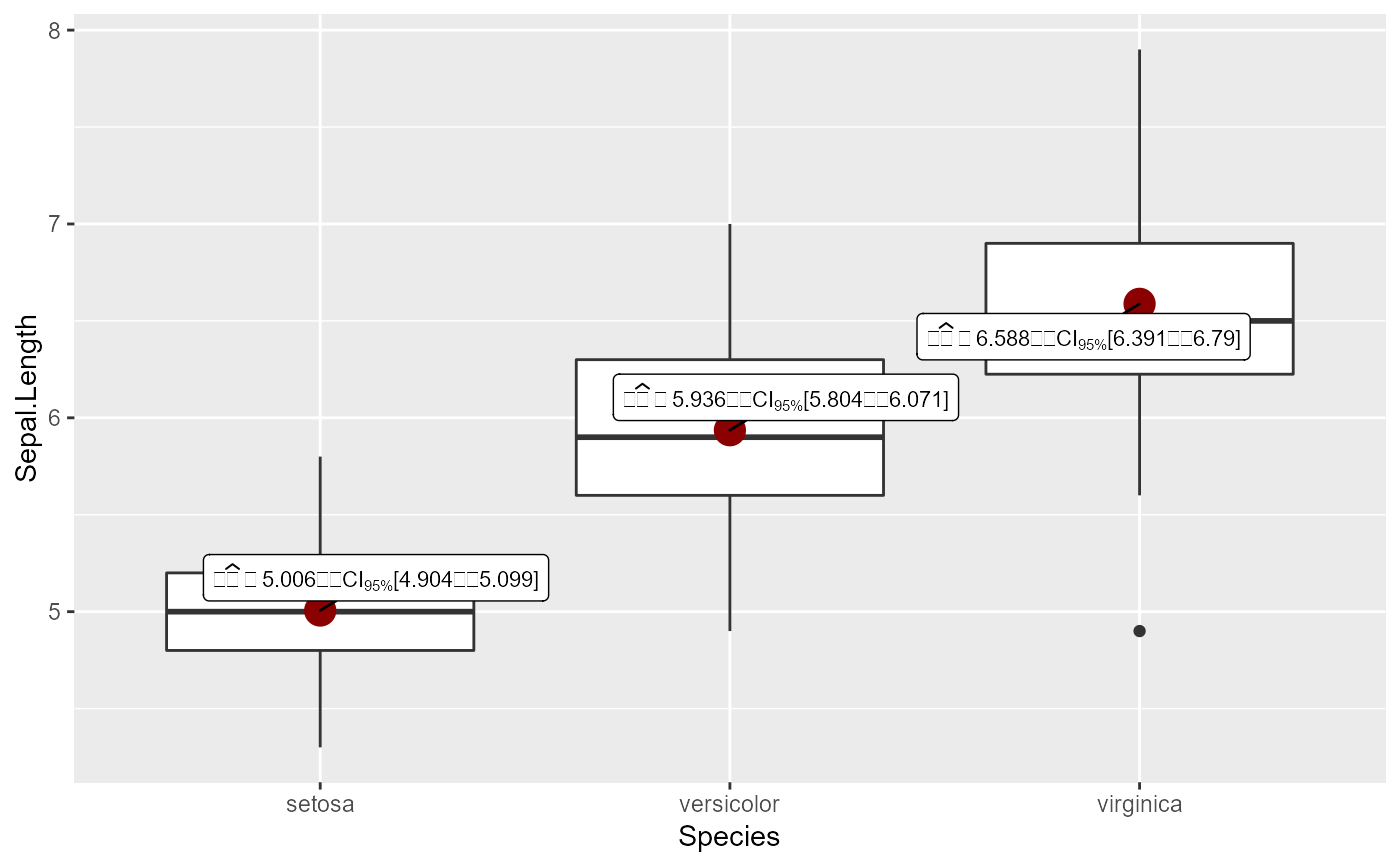 8
7
6
5
Sepal.Length
□□̂ □ 6.588□□CI95%[6.391□□6.79]
□□̂ □ 5.936□□CI95%[5.804□□6.071]
□□̂ □ 5.006□□CI95%[4.904□□5.099]
setosa versicolor virginica
Species